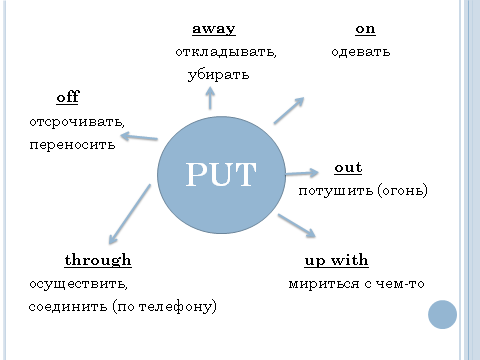 away
откладывать,
убирать
on
одевать
off
отсрочивать,
переносить
PUT
out
потушить (огонь)
through
осуществить,
соединить (по телефону)
up with
мириться с чем-то